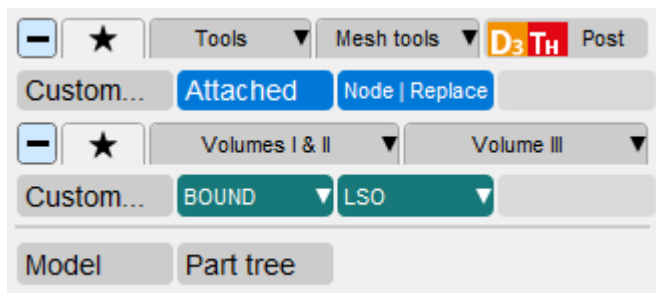 Tools Mesh tools D3 TH Post
Custom... Attached Node | Replace
Volumes I & II Volume III
Custom... BOUND LSO
Model Part tree